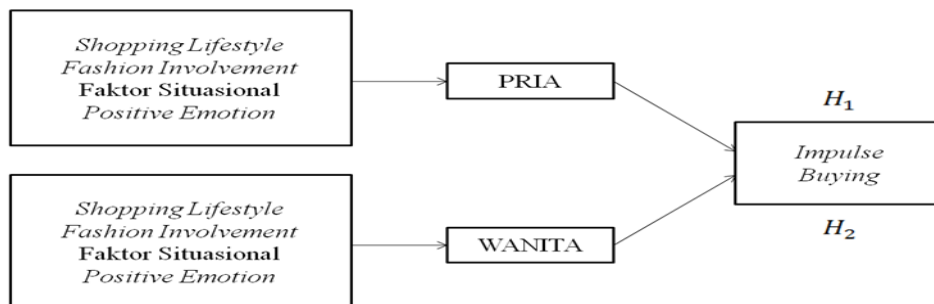 Shopping Lifestyle
Fashion Involvement
Faktor Situasional
Positive Emotion
PRIA
H₁
Impulse
Buying
Shopping Lifestyle
Fashion Involvement
Faktor Situasional
Positive Emotion
WANITA
H₂